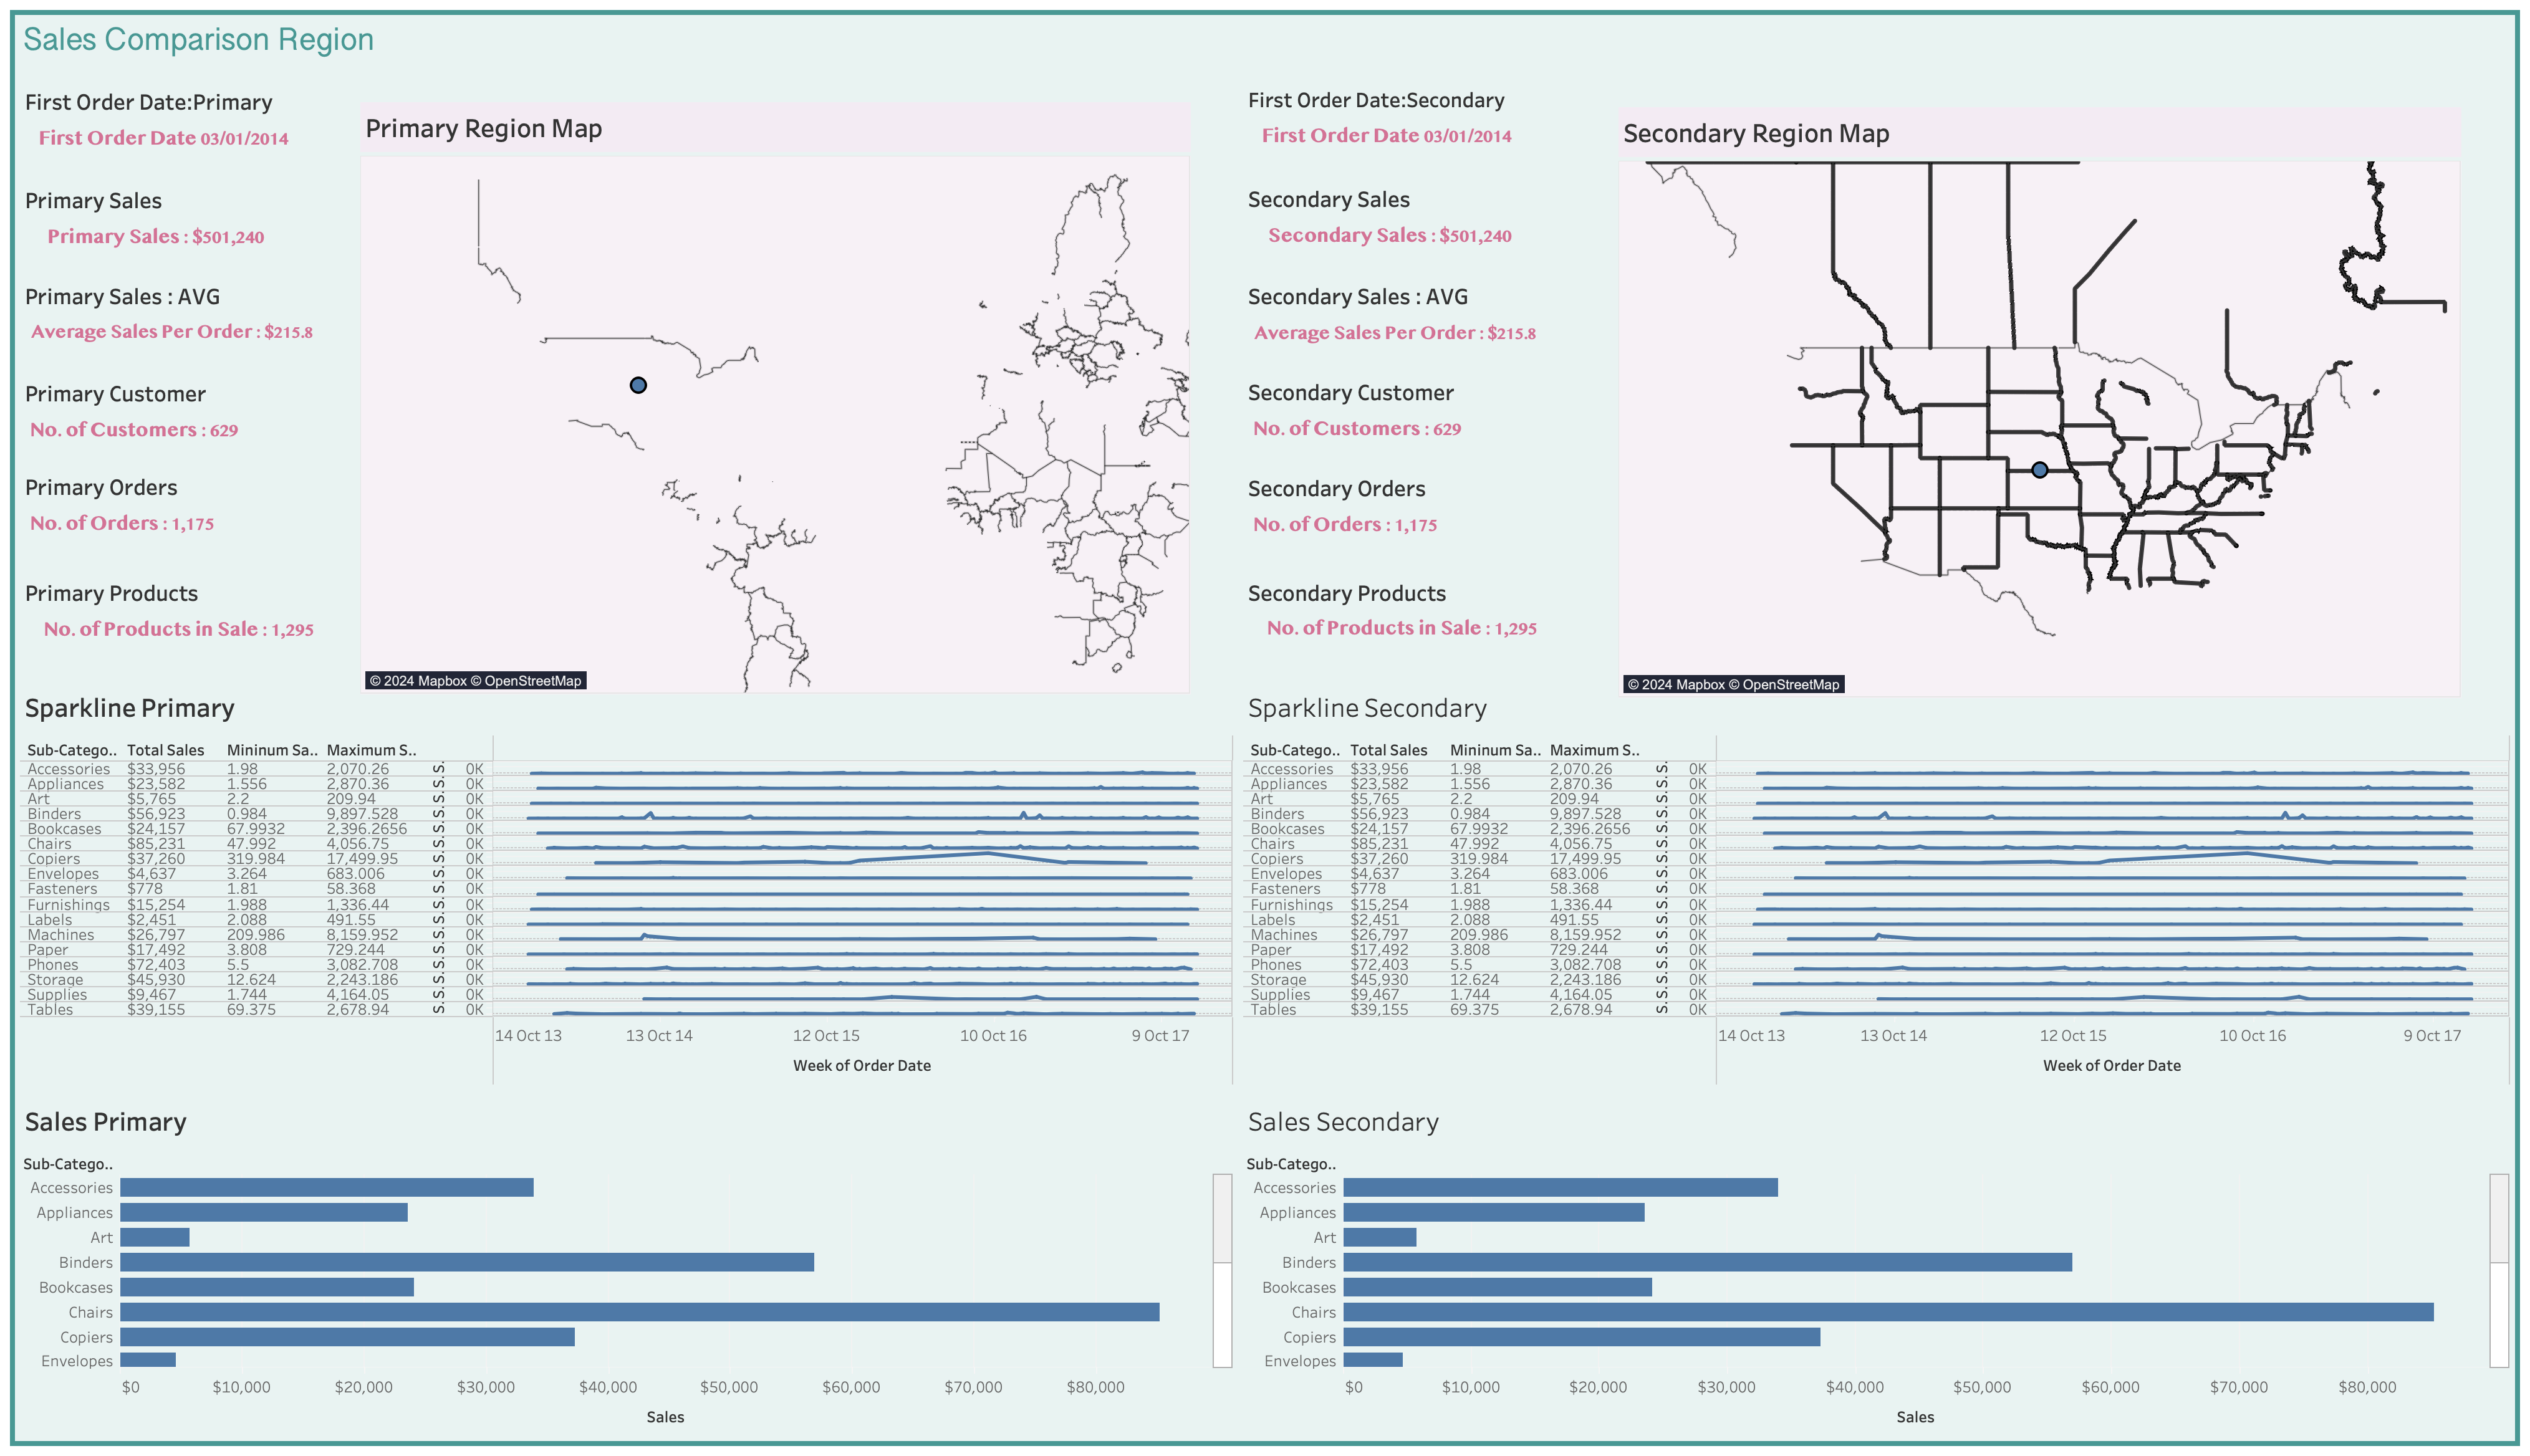 Sales Comparison Region
First Order Date:Primary
First Order Date 03/01/2014
Primary Sales
Primary Sales : $501,240
Primary Sales : AVG
Average Sales Per Order : $215.8
Primary Customer
No. of Customers : 629
Primary Orders
No. of Orders : 1,175
Primary Products
No. of Products in Sale : 1,295
Primary Region Map
© 2024 Mapbox © OpenStreetMap
First Order Date:Secondary
First Order Date 03/01/2014
Secondary Sales
Secondary Sales : $501,240
Secondary Sales : AVG
Average Sales Per Order : $215.8
Secondary Customer
No. of Customers : 629
Secondary Orders
No. of Orders : 1,175
Secondary Products
No. of Products in Sale : 1,295
Secondary Region Map
© 2024 Mapbox © OpenStreetMap
Sparkline Primary
Sub-Catego.. Total Sales Mininum Sa.. Maximum S..
Accessories $33,956 1.98 2,070.26 S. 0K
Appliances $23,582 1.556 2,870.36 S. 0K
Art $5,765 2.2 209.94 S. 0K
Binders $56,923 0.984 9,897.528 S. 0K
Bookcases $24,157 67.9932 2,396.2656 S. 0K
Chairs $85,231 47.992 4,056.75 S. 0K
Copiers $37,260 319.984 17,499.95 S. 0K
Envelopes $4,637 3.264 683.006 S. 0K
Fasteners $778 1.81 58.368 S. 0K
Furnishings $15,254 1.988 1,336.44 S. 0K
Labels $2,451 2.088 491.55 S. 0K
Machines $26,797 209.986 8,159.952 S. 0K
Paper $17,492 3.808 729.244 S. 0K
Phones $72,403 5.5 3,082.708 S. 0K
Storage $45,930 12.624 2,243.186 S. 0K
Supplies $9,467 1.744 4,164.05 S. 0K
Tables $39,155 69.375 2,678.94 S. 0K
14 Oct 13 13 Oct 14 12 Oct 15 10 Oct 16 9 Oct 17
Week of Order Date
Sparkline Secondary
Sub-Catego.. Total Sales Mininum Sa.. Maximum S..
Accessories $33,956 1.98 2,070.26 S. 0K
Appliances $23,582 1.556 2,870.36 S. 0K
Art $5,765 2.2 209.94 S. 0K
Binders $56,923 0.984 9,897.528 S. 0K
Bookcases $24,157 67.9932 2,396.2656 S. 0K
Chairs $85,231 47.992 4,056.75 S. 0K
Copiers $37,260 319.984 17,499.95 S. 0K
Envelopes $4,637 3.264 683.006 S. 0K
Fasteners $778 1.81 58.368 S. 0K
Furnishings $15,254 1.988 1,336.44 S. 0K
Labels $2,451 2.088 491.55 S. 0K
Machines $26,797 209.986 8,159.952 S. 0K
Paper $17,492 3.808 729.244 S. 0K
Phones $72,403 5.5 3,082.708 S. 0K
Storage $45,930 12.624 2,243.186 S. 0K
Supplies $9,467 1.744 4,164.05 S. 0K
Tables $39,155 69.375 2,678.94 S. 0K
14 Oct 13 13 Oct 14 12 Oct 15 10 Oct 16 9 Oct 17
Week of Order Date
Sales Primary
Sub-Catego..
Accessories
Appliances
Art
Binders
Bookcases
Chairs
Copiers
Envelopes
$0 $10,000 $20,000 $30,000 $40,000 $50,000 $60,000 $70,000 $80,000
Sales
Sales Secondary
Sub-Catego..
Accessories
Appliances
Art
Binders
Bookcases
Chairs
Copiers
Envelopes
$0 $10,000 $20,000 $30,000 $40,000 $50,000 $60,000 $70,000 $80,000
Sales